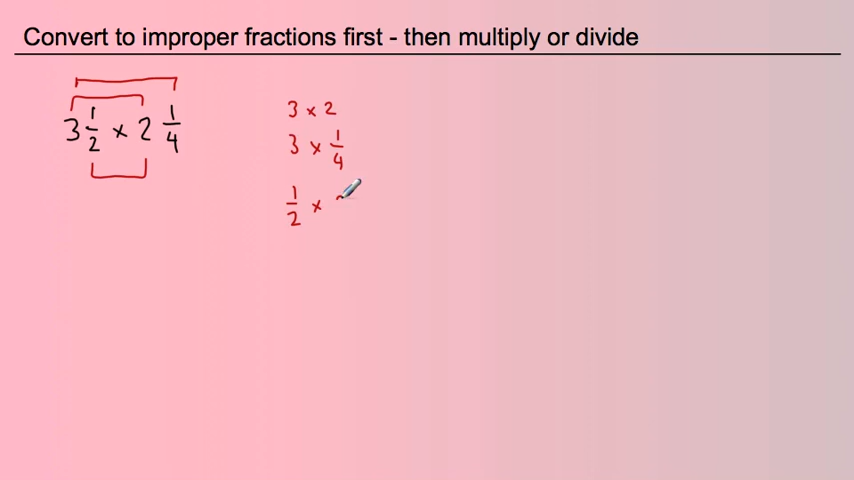 Convert to improper fractions first - then multiply or divide
3 1/2 × 2 1/4
3 × 2
3 × 1/4
1/2 ×